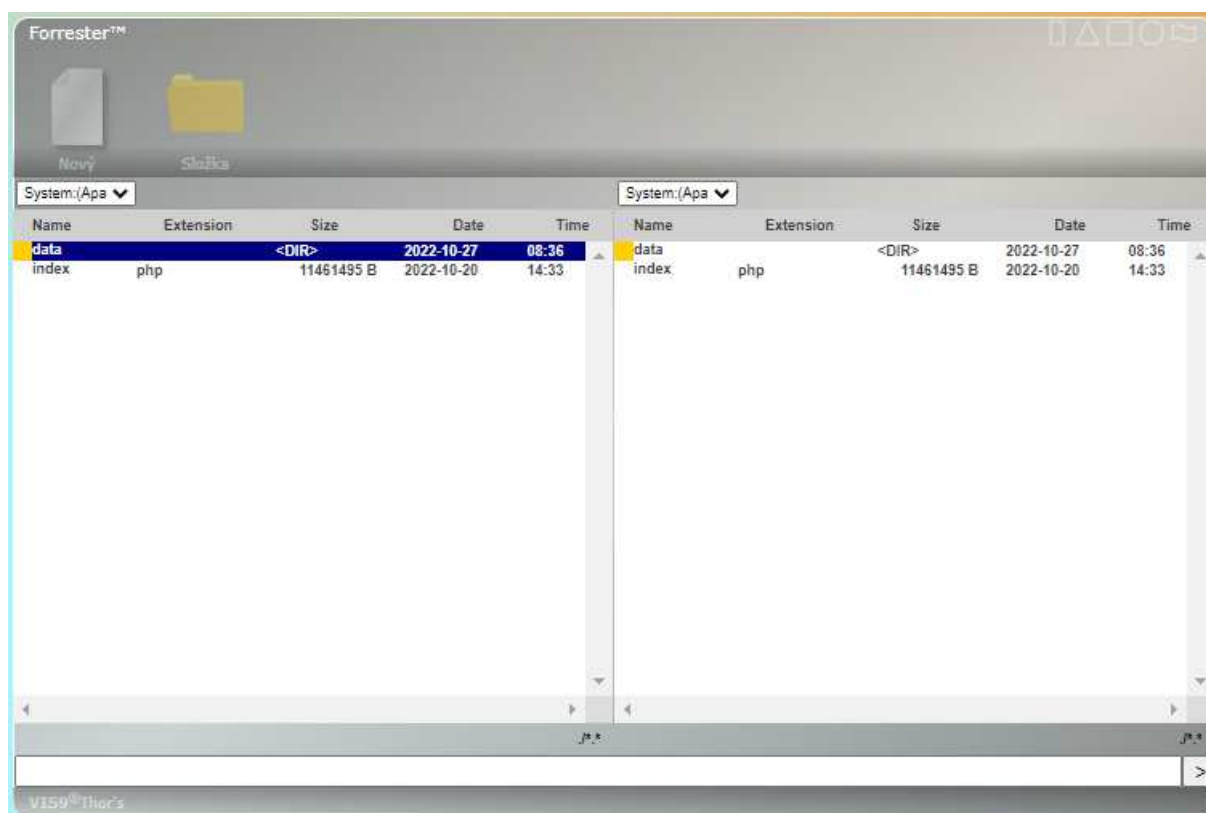 Forrester™
Nový Složka
System:(Apa System:(Apa
Name Extension Size Date Time Name Extension Size Date Time
data <DIR> 2022-10-27 08:36 data <DIR> 2022-10-27 08:36
index php 11461495 B 2022-10-20 14:33 index php 11461495 B 2022-10-20 14:33
./*.* ./*.*
>
VIS9®Thor's